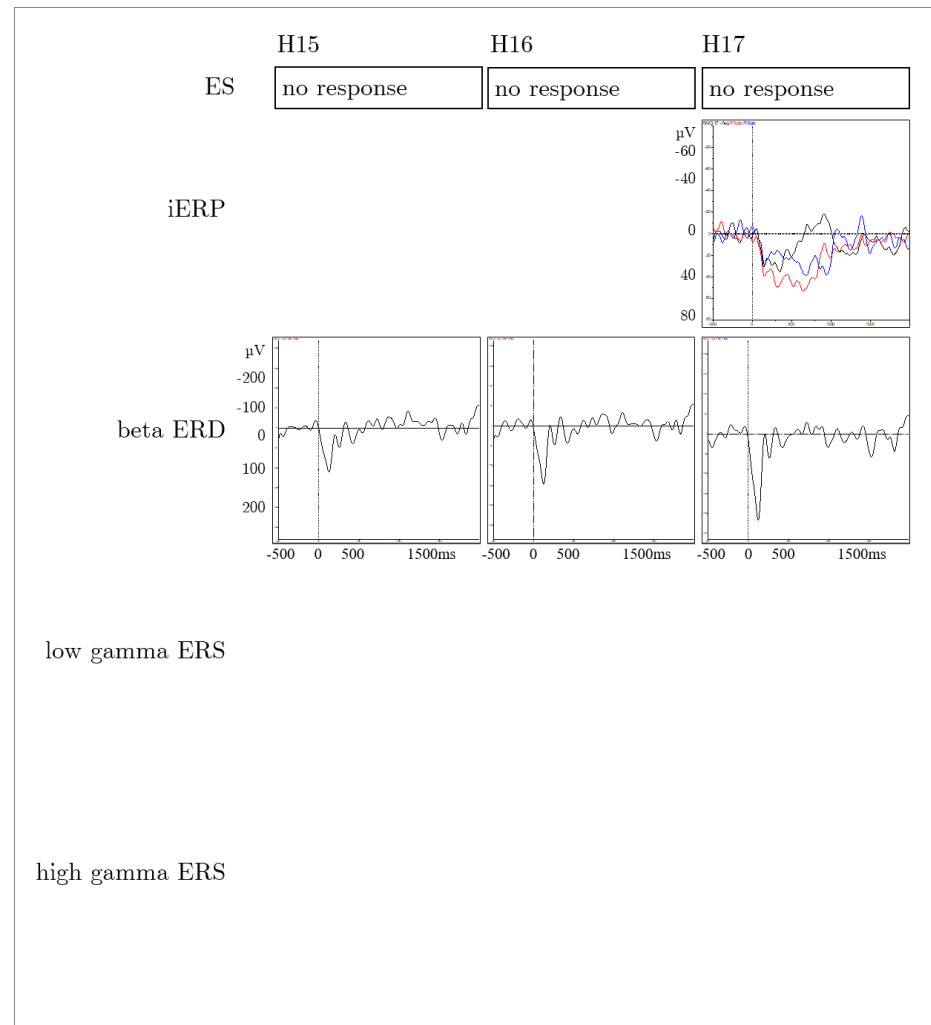 H15 H16 H17
ES no response no response no response
µV
-60
-40
iERP
0
40
80
µV
-200
-100
beta ERD
0
100
200
-500 0 500 1500ms -500 0 500 1500ms -500 0 500 1500ms
low gamma ERS
high gamma ERS